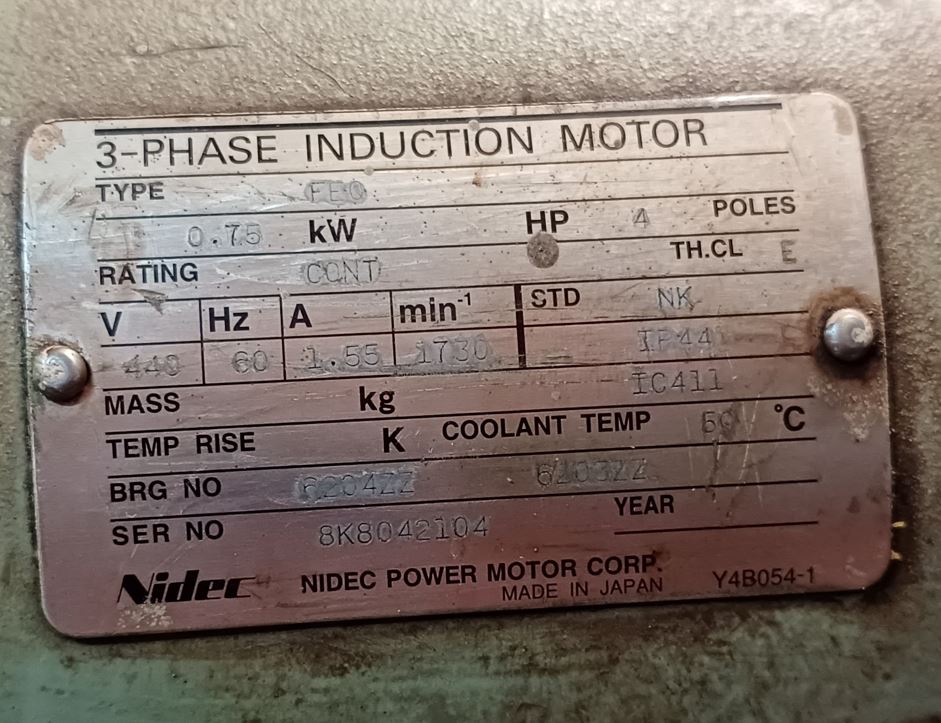 3-PHASE INDUCTION MOTOR
TYPE FEQ
0.75 kW HP 4 POLES
RATING CONT TH.CL E
V Hz A min⁻¹ STD NK
440 60 1.55 1730 IP44
MASS kg IC411
TEMP RISE K COOLANT TEMP 50 °C
BRG NO 6204ZZ 6203ZZ
SER NO 8K8042104 YEAR
Nidec NIDEC POWER MOTOR CORP.
MADE IN JAPAN Y4B054-1